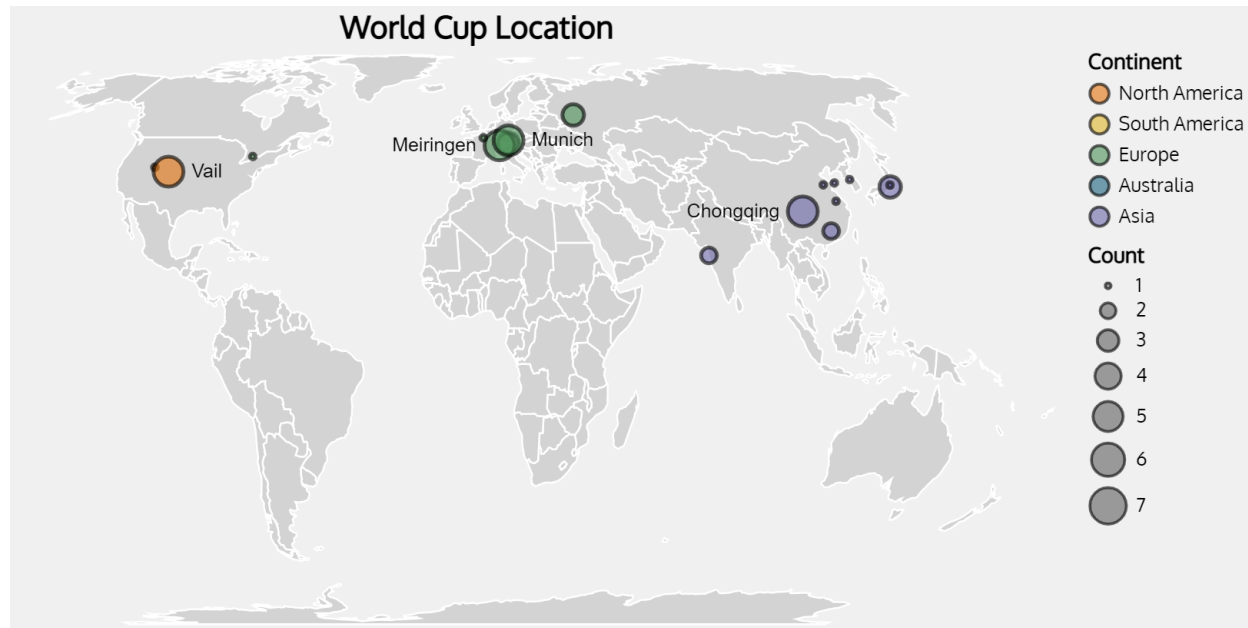 World Cup Location
Meiringen
Munich
Vail
Chongqing
Continent
North America
South America
Europe
Australia
Asia
Count
1
2
3
4
5
6
7